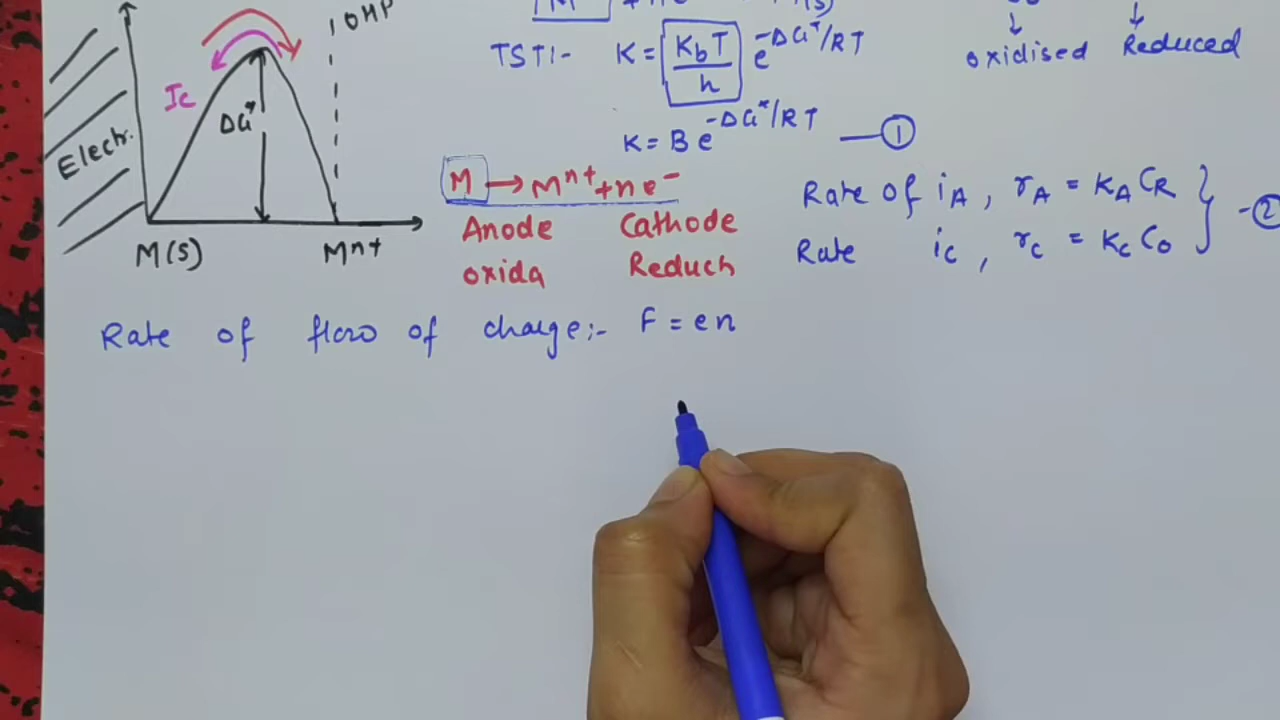 OHP
TST:- K = KbT/h e^-ΔG*/RT
oxidised Reduced
Ic
ΔG*
Electr.
K = B e^-ΔG*/RT — ①
M → Mn+ + ne-
Rate of iA, rA = KA CR
Anode Cathode
Rate iC, rC = KC CO } - ②
M(s) Mn+
oxida Reduch
Rate of flow of charge:- F = en